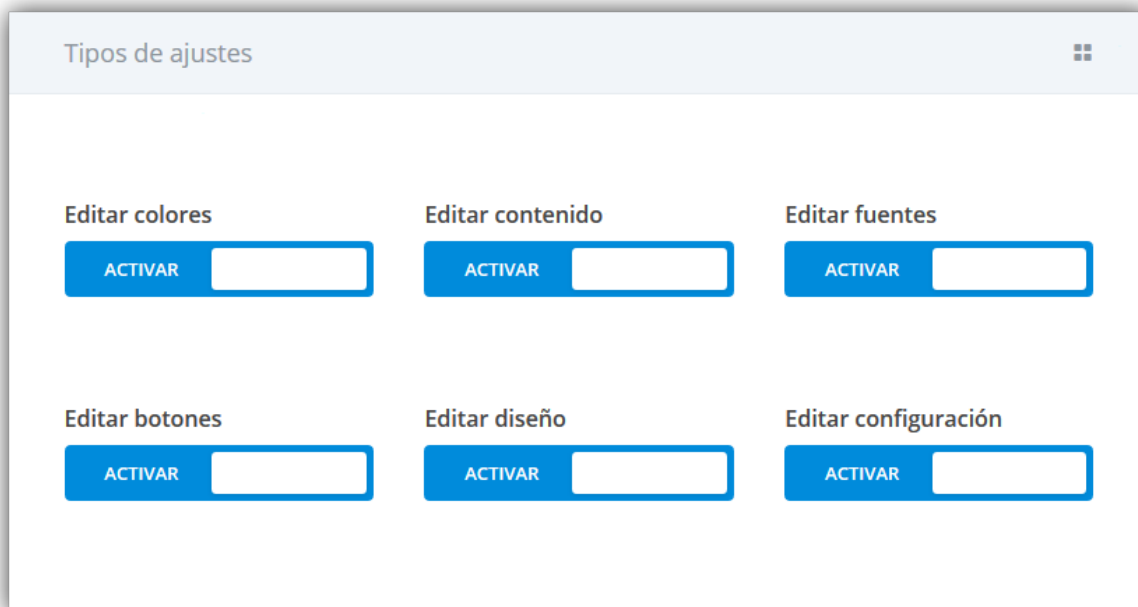 Tipos de ajustes
Editar colores Editar contenido Editar fuentes
ACTIVAR ACTIVAR ACTIVAR
Editar botones Editar diseño Editar configuración
ACTIVAR ACTIVAR ACTIVAR